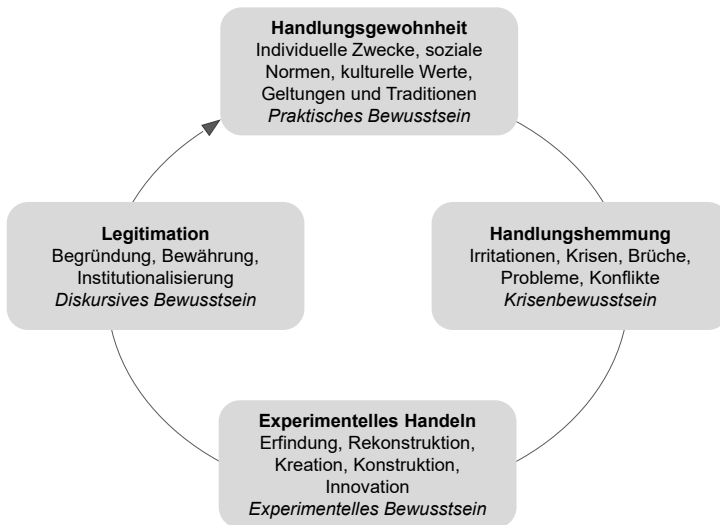 Handlungsgewohnheit
Individuelle Zwecke, soziale
Normen, kulturelle Werte,
Geltungen und Traditionen
Praktisches Bewusstsein
Legitimation
Begründung, Bewährung,
Institutionalisierung
Diskursives Bewusstsein
Handlungshemmung
Irritationen, Krisen, Brüche,
Probleme, Konflikte
Krisenbewusstsein
Experimentelles Handeln
Erfindung, Rekonstruktion,
Kreation, Konstruktion,
Innovation
Experimentelles Bewusstsein